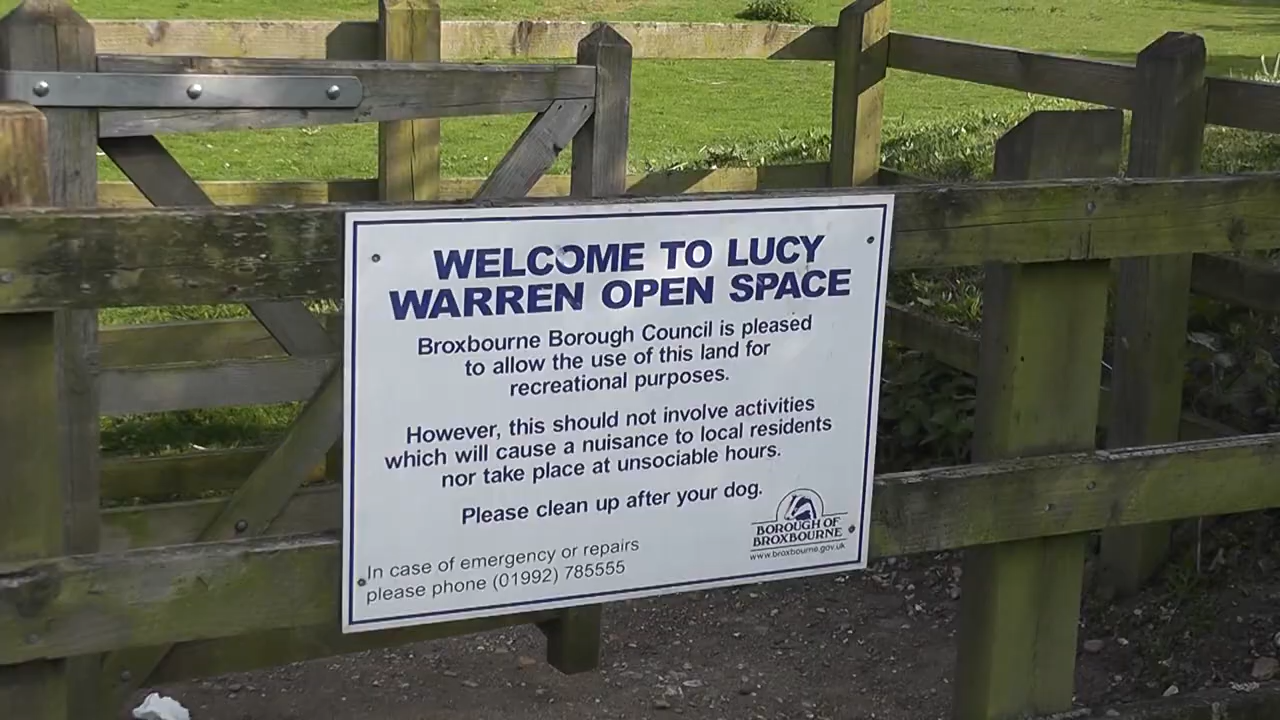 WELCOME TO LUCY
WARREN OPEN SPACE
Broxbourne Borough Council is pleased
to allow the use of this land for
recreational purposes.
However, this should not involve activities
which will cause a nuisance to local residents
nor take place at unsociable hours.
Please clean up after your dog.
In case of emergency or repairs
please phone (01992) 785555
BOROUGH OF
BROXBOURNE
www.broxbourne.gov.uk